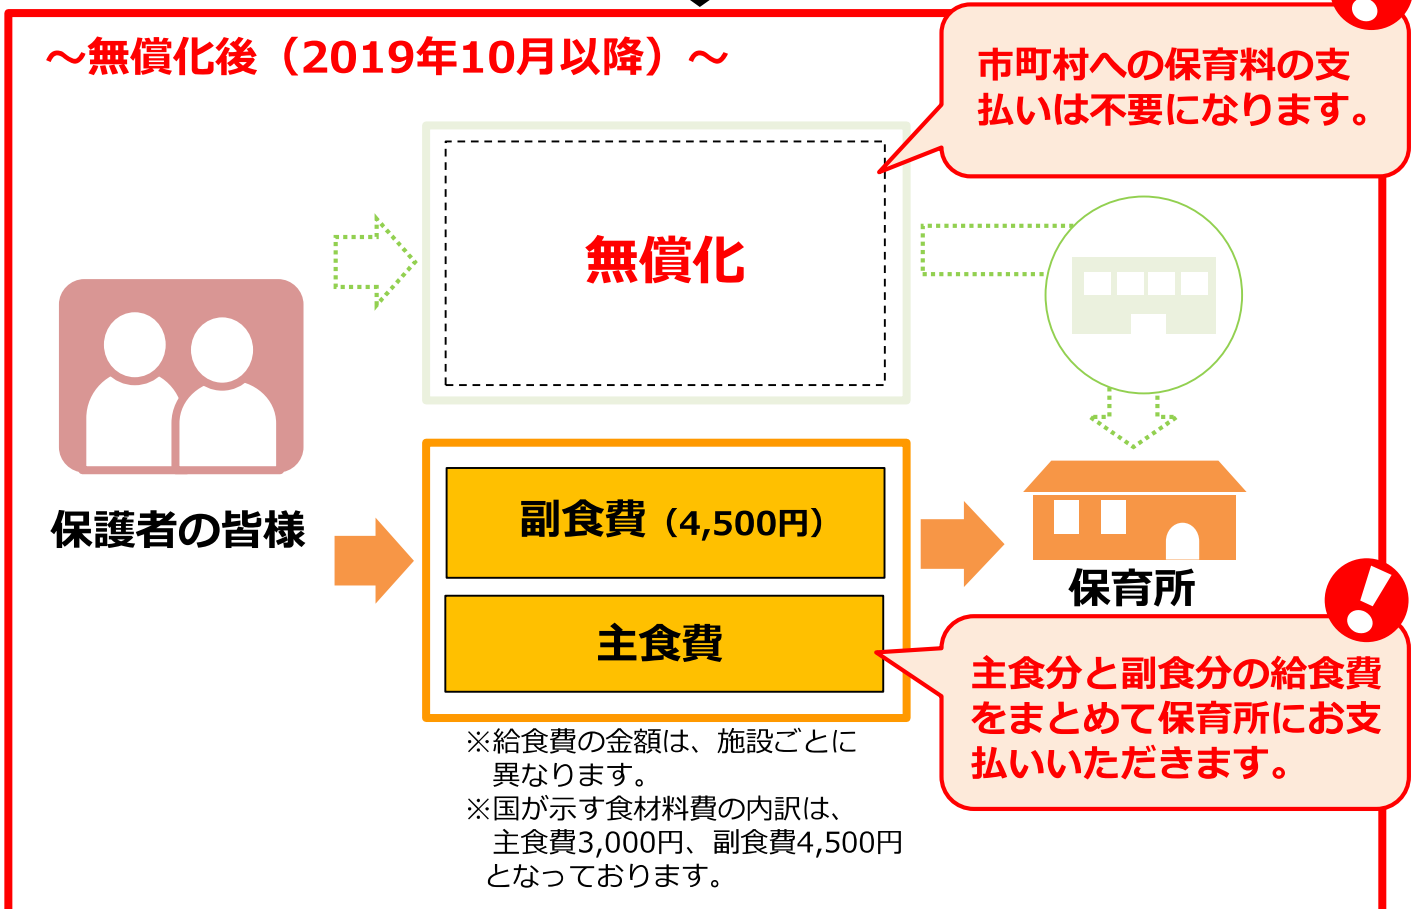 ～無償化後（2019年10月以降）～
市町村への保育料の支
払いは不要になります。
無償化
保護者の皆様
副食費（4,500円）
主食費
保育所
主食分と副食分の給食費
をまとめて保育所にお支
払いいただきます。
※給食費の金額は、施設ごとに
異なります。
※国が示す食材料費の内訳は、
主食費3,000円、副食費4,500円
となっております。